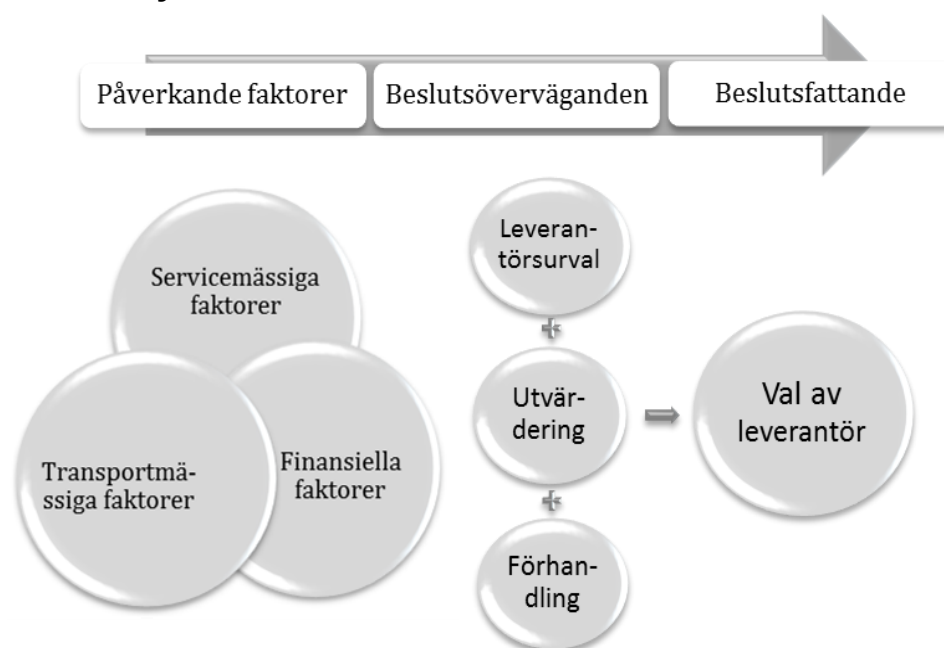 Påverkande faktorer
Beslutsöverväganden
Beslutsfattande
Servicemässiga
faktorer
Transportmä-
ssiga faktorer
Finansiella
faktorer
Leveran-
törsurval
+
Utvär-
dering
+
Förhan-
dling
Val av
leverantör